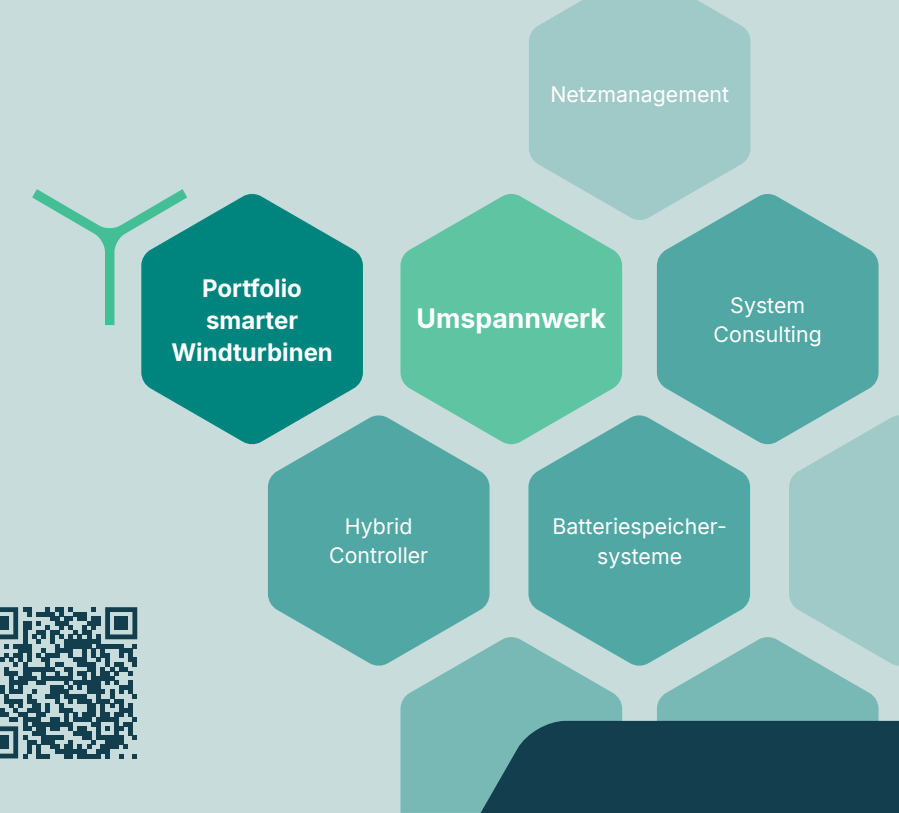 Netzmanagement
Portfolio
smarter
Windturbinen
Umspannwerk
System
Consulting
Hybrid
Controller
Batteriespeicher-
systeme